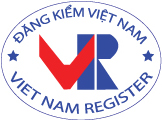 ĐĂNG KIỂM VIỆT NAM
VR
VIET NAM REGISTER